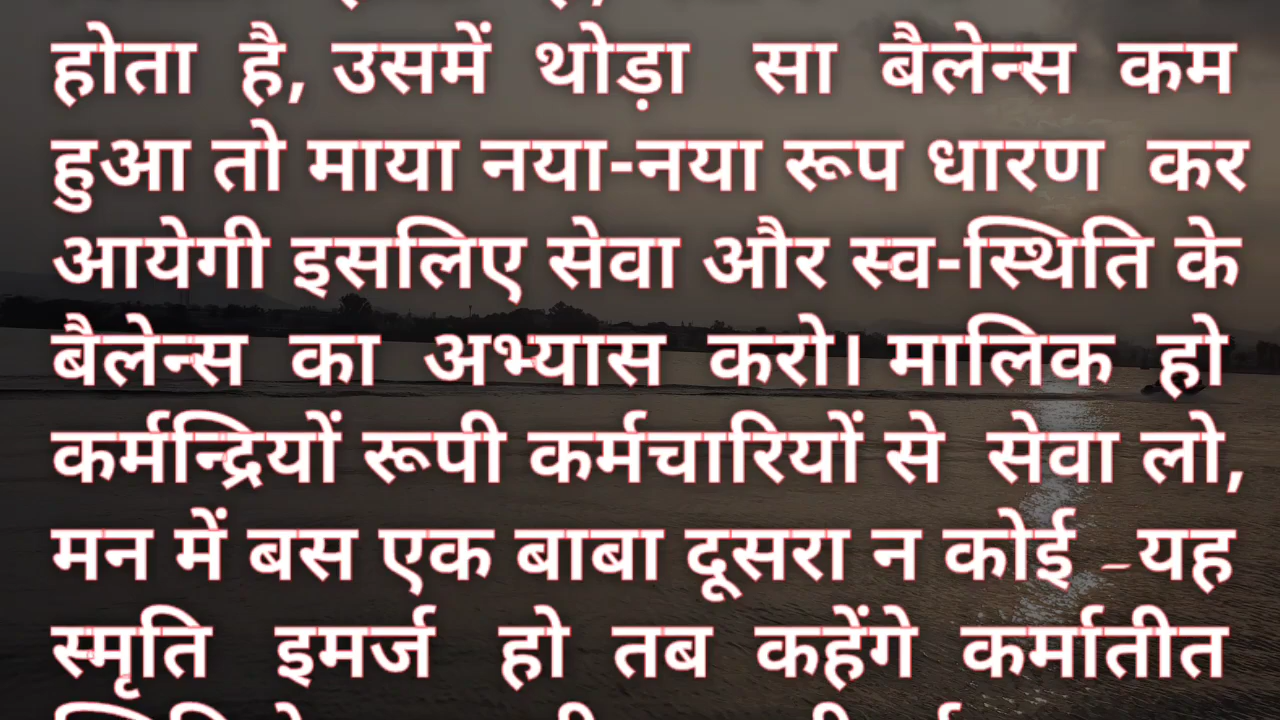 होता है, उसमें थोड़ा सा बैलेन्स कम
हुआ तो माया नया-नया रूप धारण कर
आयेगी इसलिए सेवा और स्व-स्थिति के
बैलेन्स का अभ्यास करो। मालिक हो
कर्मन्द्रियों रूपी कर्मचारियों से सेवा लो,
मन में बस एक बाबा दूसरा न कोई - यह
स्मृति इमर्ज हो तब कहेंगे कर्मातीत